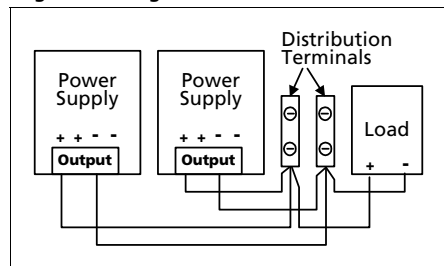 Distribution
Terminals
Power
Supply
Power
Supply
Load
+ + - -
+ + - -
Output
Output
+ -